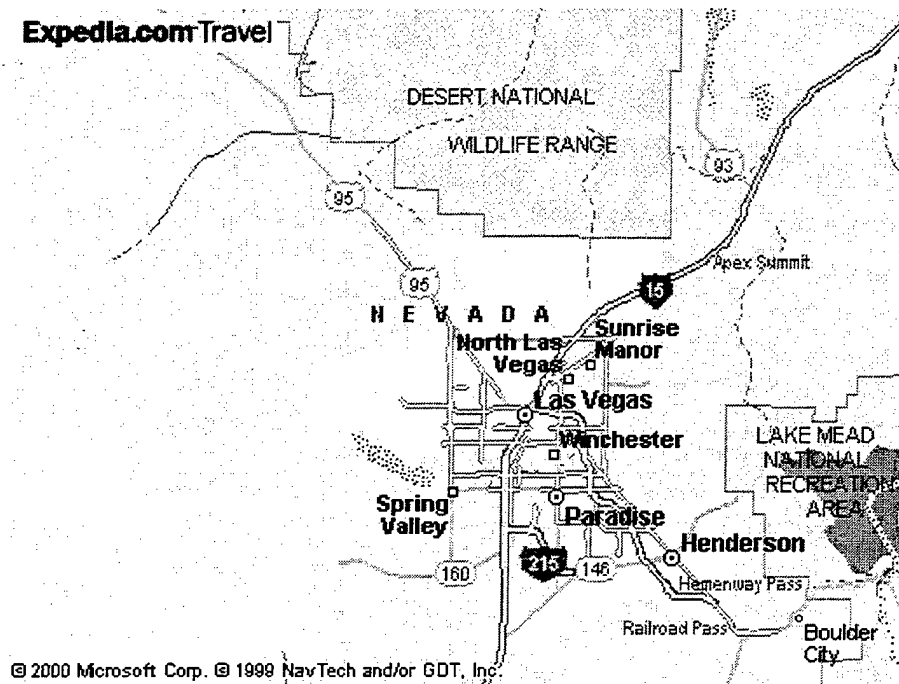 Expedia.com Travel
DESERT NATIONAL
WILDLIFE RANGE
93
95
Apex Summit
95
15
NEVADA
North Las
Vegas
Sunrise
Manor
Las Vegas
Winchester
LAKE MEAD
NATIONAL
RECREATION
AREA
Spring
Valley
Paradise
Henderson
215
146
160
Hemenway Pass
Railroad Pass
Boulder
City
© 2000 Microsoft Corp. © 1999 NavTech and/or GDT, Inc.